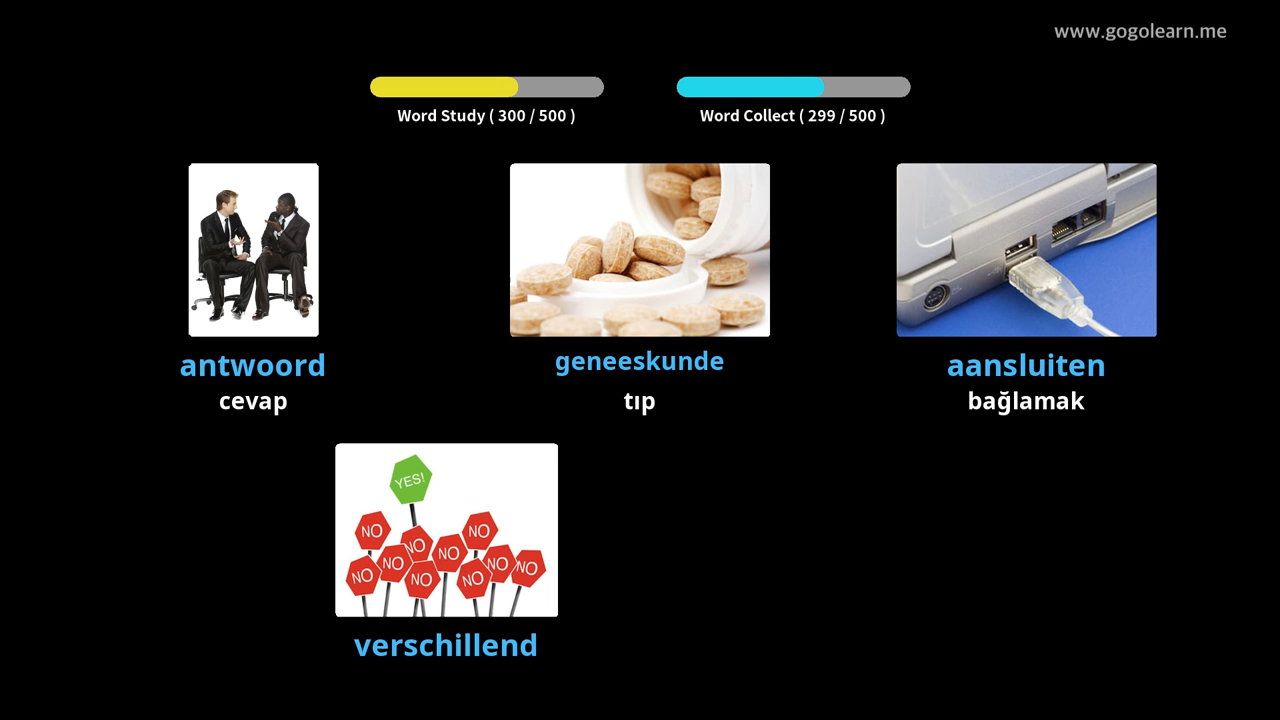 www.gogolearn.me
Word Study ( 300 / 500 )
Word Collect ( 299 / 500 )
antwoord
cevap
geneeskunde
tıp
aansluiten
bağlamak
YES!
NO
NO
NO
NO
NO
NO
NO
NO
NO
NO
verschillend